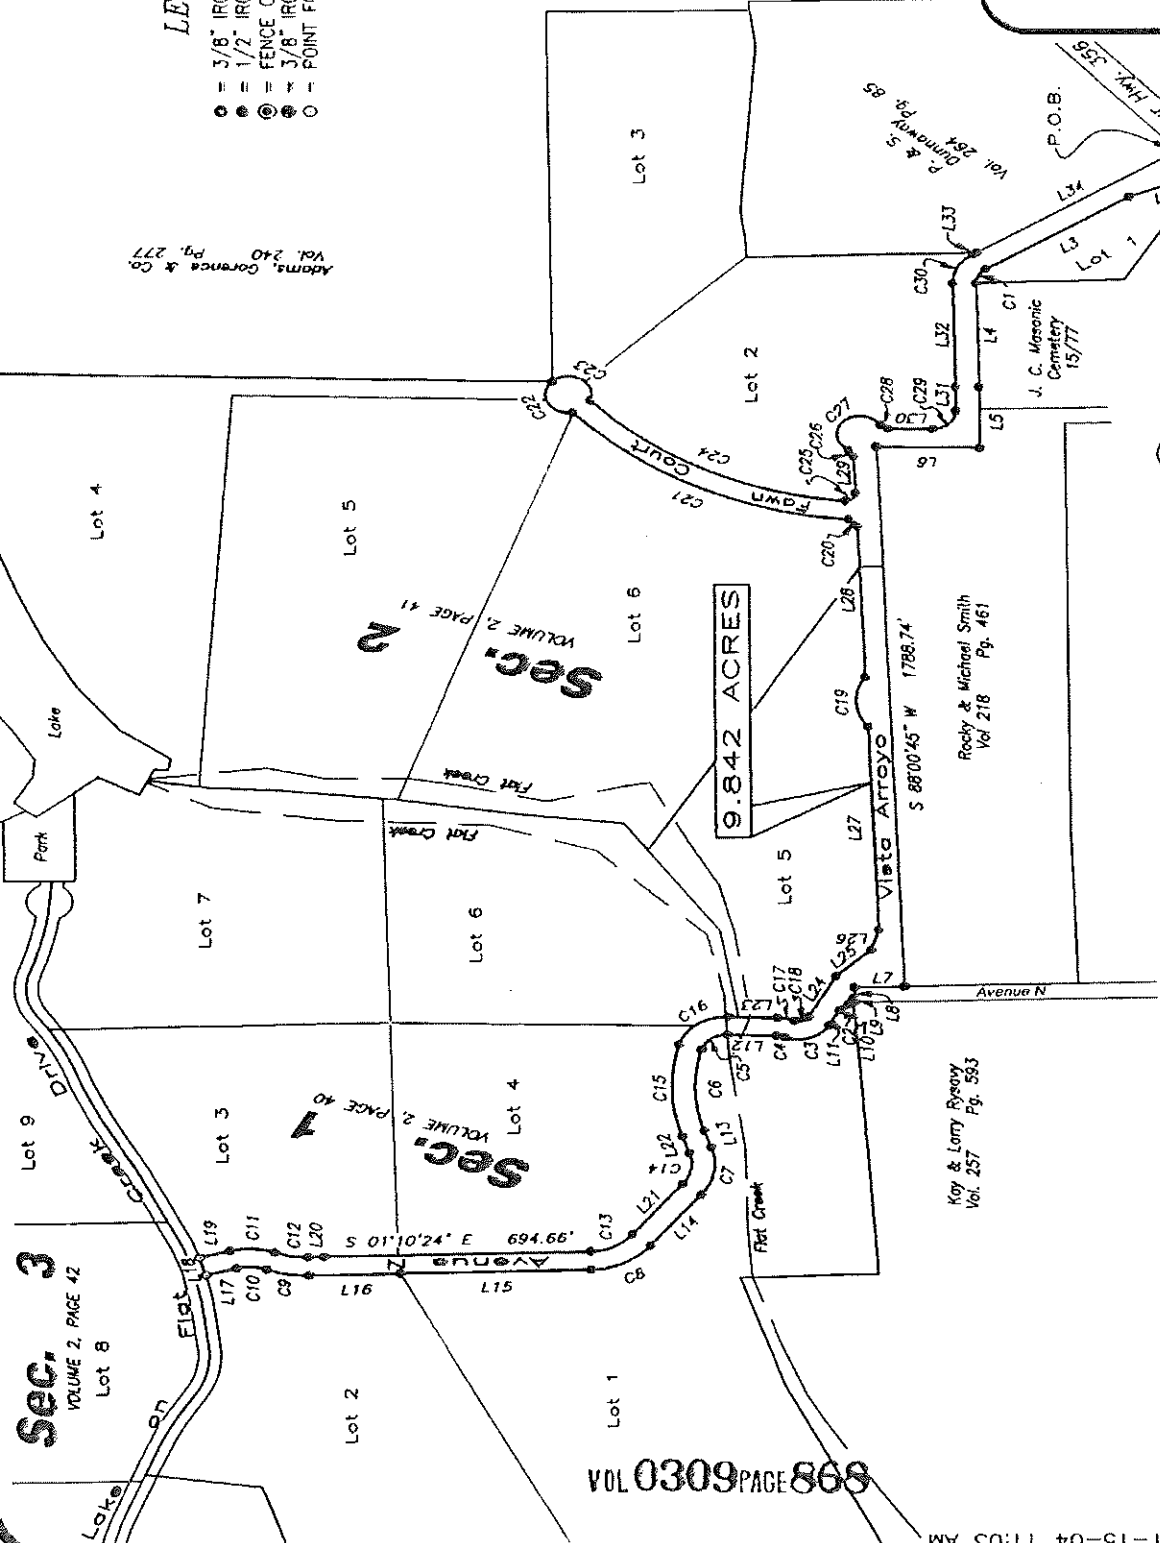 LE
= 3/8" IR
= 1/2" IR
= FENCE C
= 3/8" IR
- POINT F
Adams, Gorence & Co.
Vol. 240 Pg. 277
Lot 3
P. & S.
Dunnaway
Vol. 264 Pg. 85
Hwy. 356
P.O.B.
L34
L33
L3
Lot 1
C30
C1
L32
L4
J. C. Masonic
Cemetery
15/77
Lot 2
C23
C22
C29
L31
L5
C28
L30
C27
L6
C26
C24
C25
L29
Fawn Court
C21
C20
Lot 4
Lot 5
Lot 6
Sec. 2
VOLUME 2, PAGE 41
L28
9.842 ACRES
C19
S 88°00'45" W 1788.74'
Rocky & Michael Smith
Vol 218 Pg. 461
Lake
Park
Flat Creek
Flat Creek
Lot 7
Lot 6
Lot 5
L27
Vista Arroyo
L26
L25
L7
Avenue N
L24
L8
L9
L10
C2
L11
C3
C18
C17
L23
C4
L12
C5
C16
C6
C15
L13
C7
L22
C14
L21
L14
C13
C8
Kay & Larry Rysavy
Vol. 257 Pg. 593
Flat Creek
Lot 9
Lot 3
Lot 4
Sec. 1
VOLUME 2, PAGE 40
Lake on Flat Creek Drive
L19
C11
C12
L20
S 01°10'24" E 694.66'
Avenue N
L18
L17
C10
C9
L16
L15
Sec. 3
VOLUME 2, PAGE 42
Lot 8
Lot 2
Lot 1
VOL 0309 PAGE 868
-15-04 11:03 AM